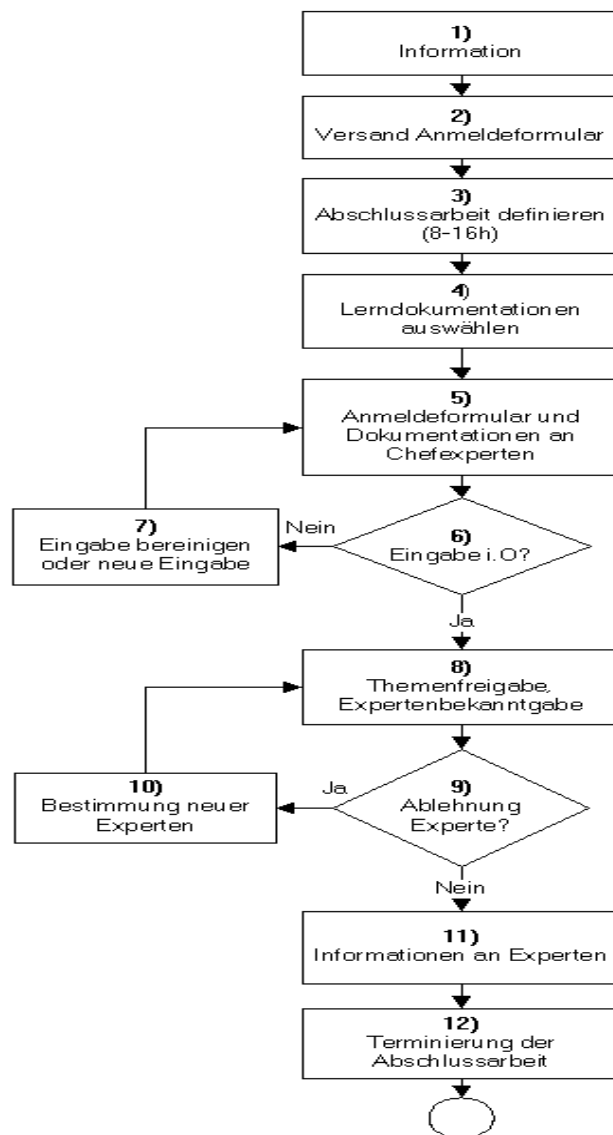 1)
Information
2)
Versand Anmeldeformular
3)
Abschlussarbeit definieren
(8-16h)
4)
Lerndokumentationen
auswählen
5)
Anmeldeformular und
Dokumentationen an
Chefexperten
6)
Eingabe i.O?
Nein
7)
Eingabe bereinigen
oder neue Eingabe
Ja
8)
Themenfreigabe,
Expertenbekanntgabe
9)
Ablehnung
Experte?
Ja
10)
Bestimmung neuer
Experten
Nein
11)
Informationen an Experten
12)
Terminierung der
Abschlussarbeit